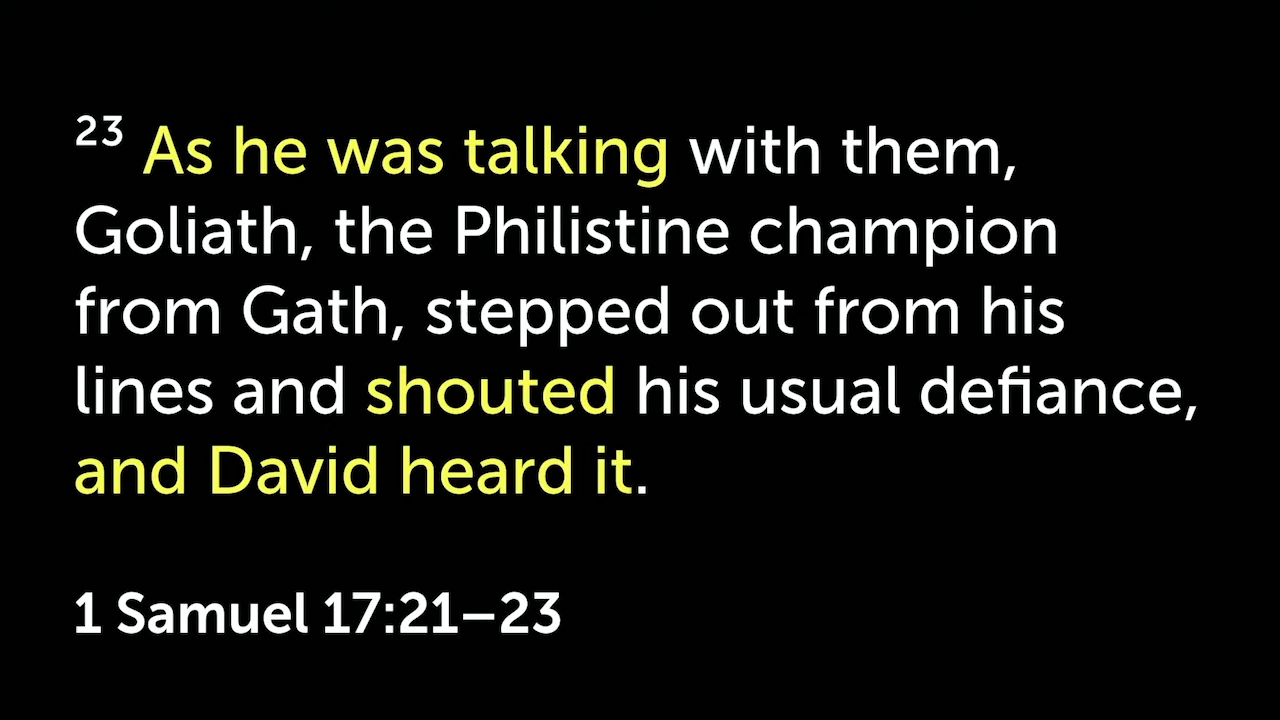 23 As he was talking with them,
Goliath, the Philistine champion
from Gath, stepped out from his
lines and shouted his usual defiance,
and David heard it.
1 Samuel 17:21–23